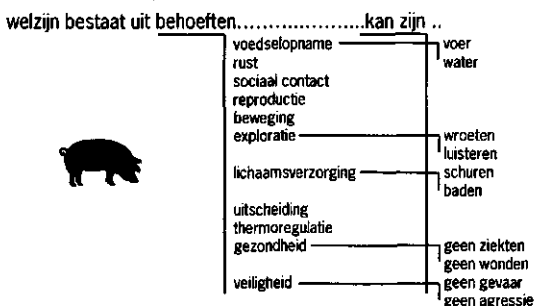 welzijn bestaat uit behoeften....................kan zijn ..
voedselopname voer
rust water
sociaal contact
reproductie
beweging
exploratie wroeten
luisteren
lichaamsverzorging schuren
baden
uitscheiding
thermoregulatie
gezondheid geen ziekten
geen wonden
veiligheid geen gevaar
geen agressie